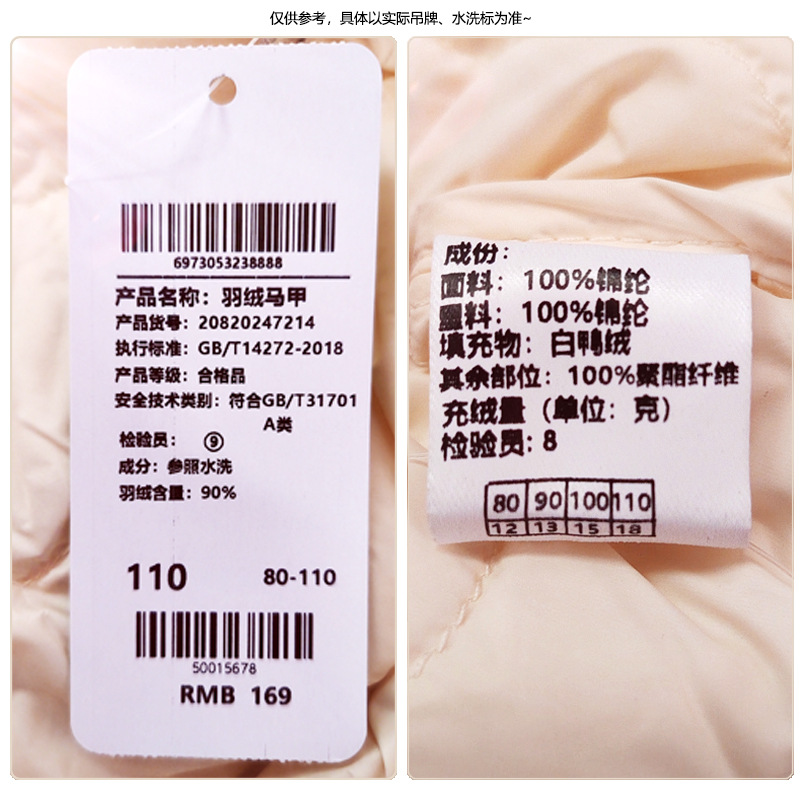 仅供参考，具体以实际吊牌、水洗标为准~
6973053238888
产品名称：羽绒马甲
产品货号：20820247214
执行标准：GB/T14272-2018
产品等级：合格品
安全技术类别：符合GB/T31701
A类
检验员：⑨
成分：参照水洗
羽绒含量：90%
110 80-110
50015678
RMB 169
成份：
面料：100%锦纶
里料：100%锦纶
填充物：白鸭绒
其余部位：100%聚酯纤维
充绒量（单位：克）
检验员：8
80 90 100 110
12 13 15 18